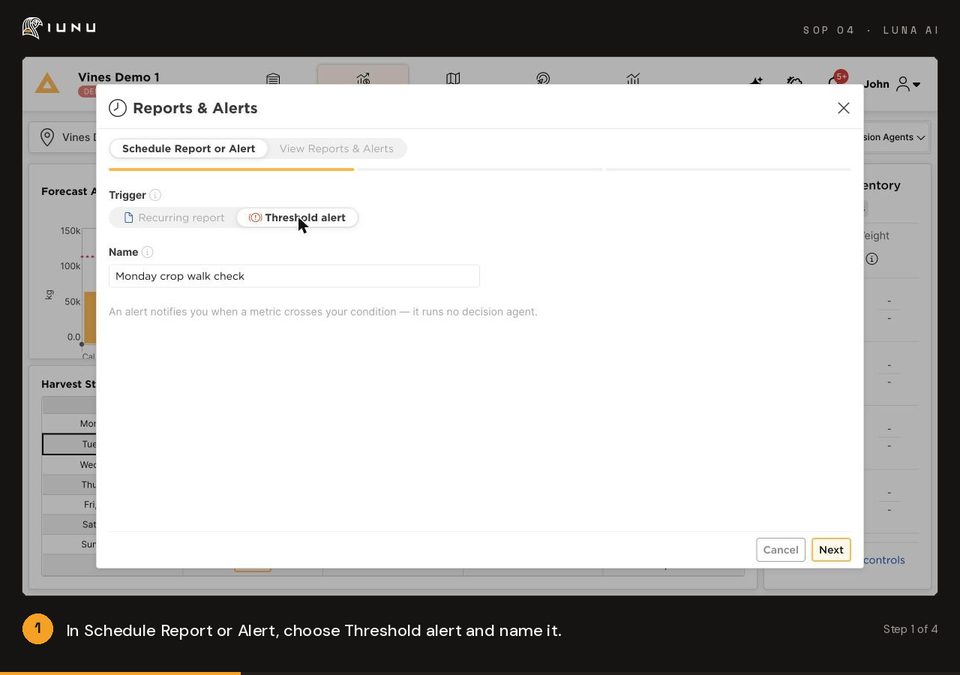 IUNU
SOP 04 · LUNA AI
Vines Demo 1
5+
John
Reports & Alerts
Vines
Schedule Report or Alert
View Reports & Alerts
Forecast A
Trigger
Recurring report
Threshold alert
150k
Name
100k
Monday crop walk check
kg
50k
An alert notifies you when a metric crosses your condition — it runs no decision agent.
0.0
Cal
Harvest St
Mon
Tue
Wed
Thu
Fri,
Sat
Sun
sion Agents
entory
eight
-
-
-
-
-
-
-
-
controls
Cancel
Next
1
In Schedule Report or Alert, choose Threshold alert and name it.
Step 1 of 4